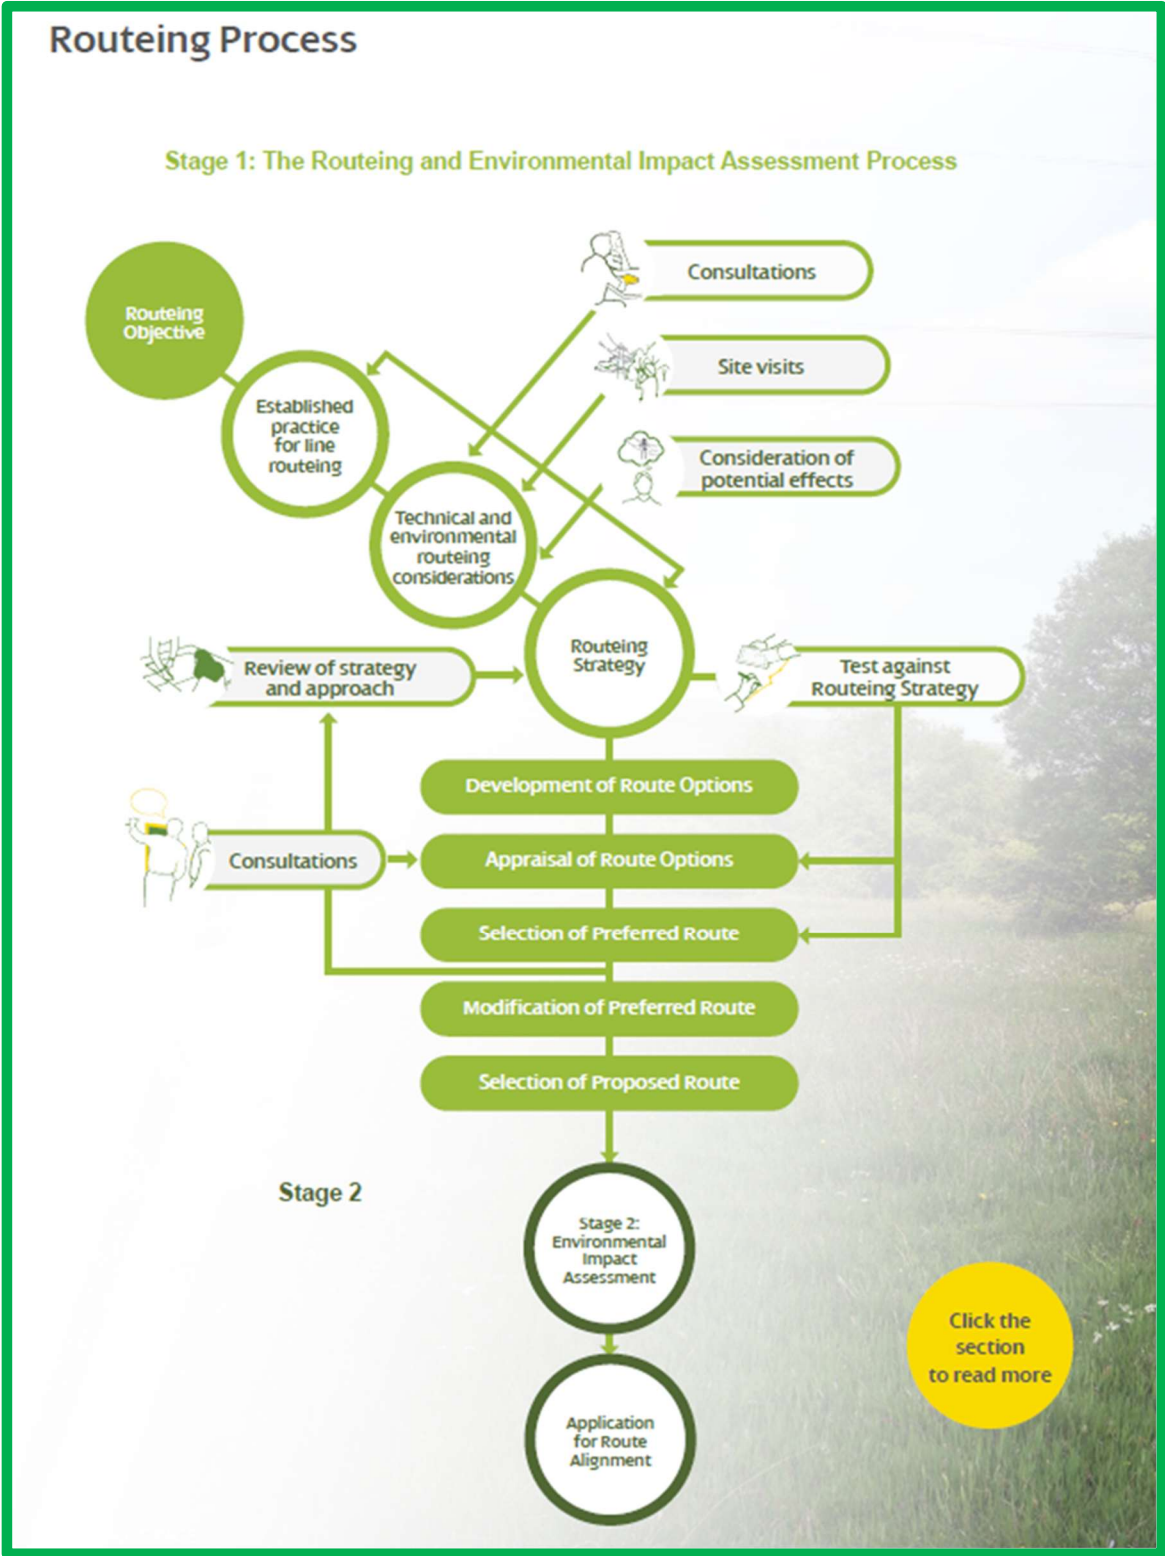 Routeing Process
Stage 1: The Routeing and Environmental Impact Assessment Process
Routeing
Objective
Consultations
Site visits
Established
practice
for line
routeing
Consideration of
potential effects
Technical and
environmental
routeing
considerations
Routeing
Strategy
Review of strategy
and approach
Test against
Routeing Strategy
Development of Route Options
Consultations
Appraisal of Route Options
Selection of Preferred Route
Modification of Preferred Route
Selection of Proposed Route
Stage 2
Stage 2:
Environmental
Impact
Assessment
Click the
section
to read more
Application
for Route
Alignment